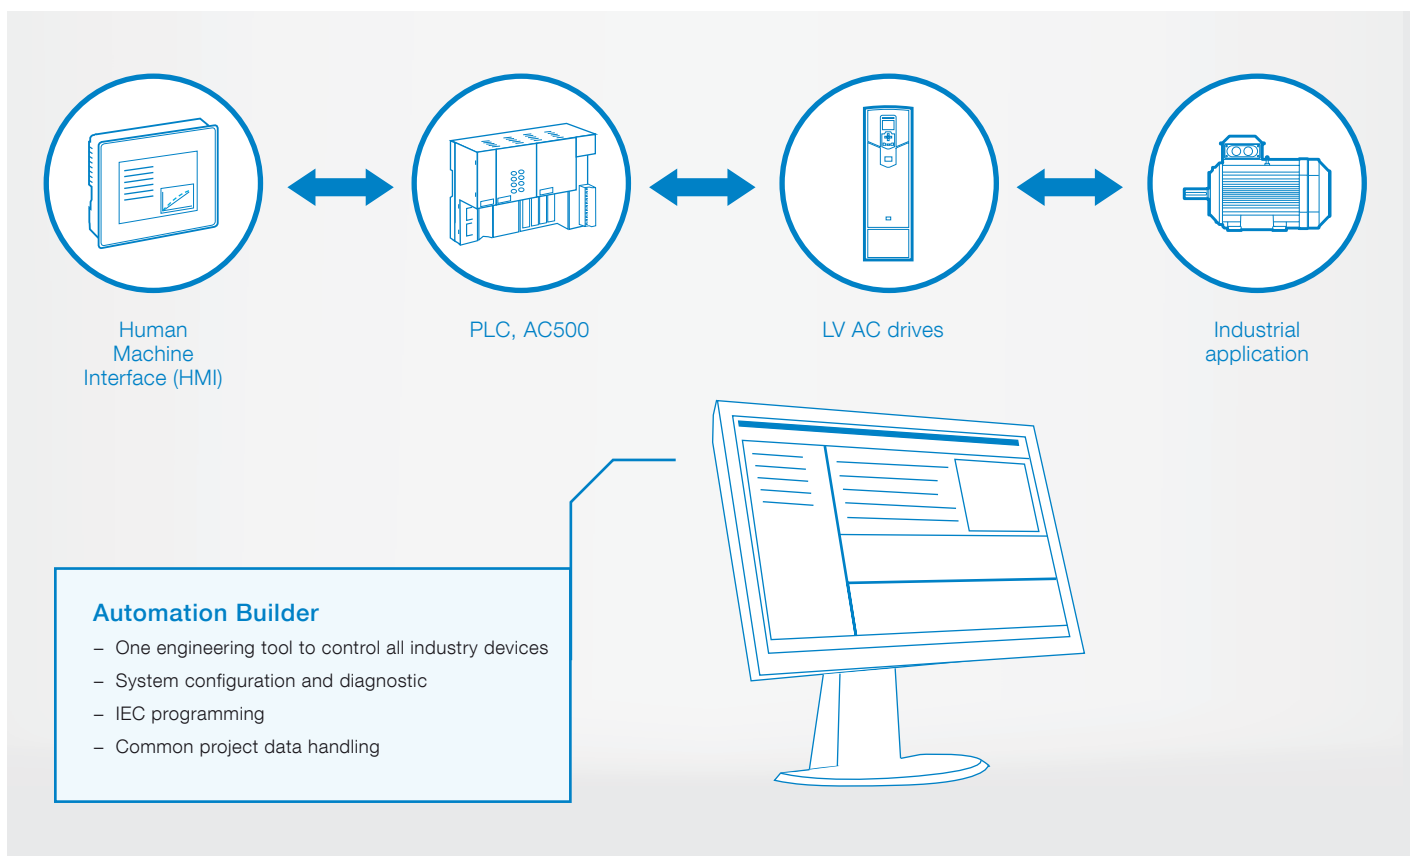 Human
Machine
Interface (HMI)
PLC, AC500
LV AC drives
Industrial
application
Automation Builder
– One engineering tool to control all industry devices
– System configuration and diagnostic
– IEC programming
– Common project data handling